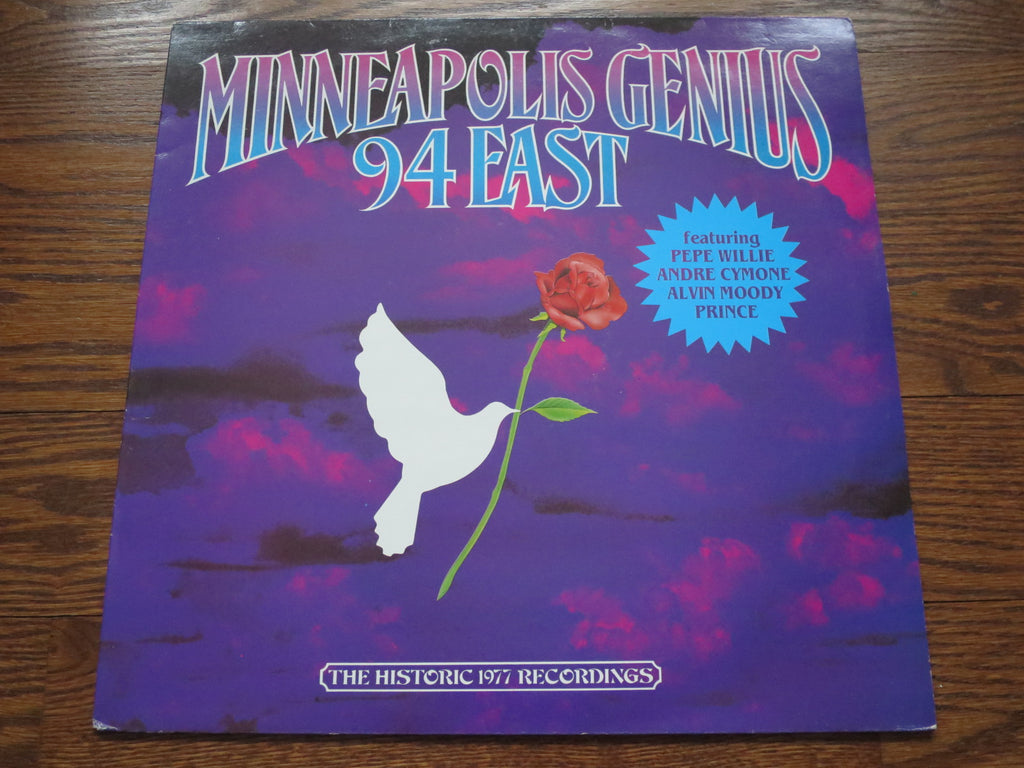 MINNEAPOLIS GENIUS
94 EAST
featuring
PEPE WILLIE
ANDRE CYMONE
ALVIN MOODY
PRINCE
THE HISTORIC 1977 RECORDINGS